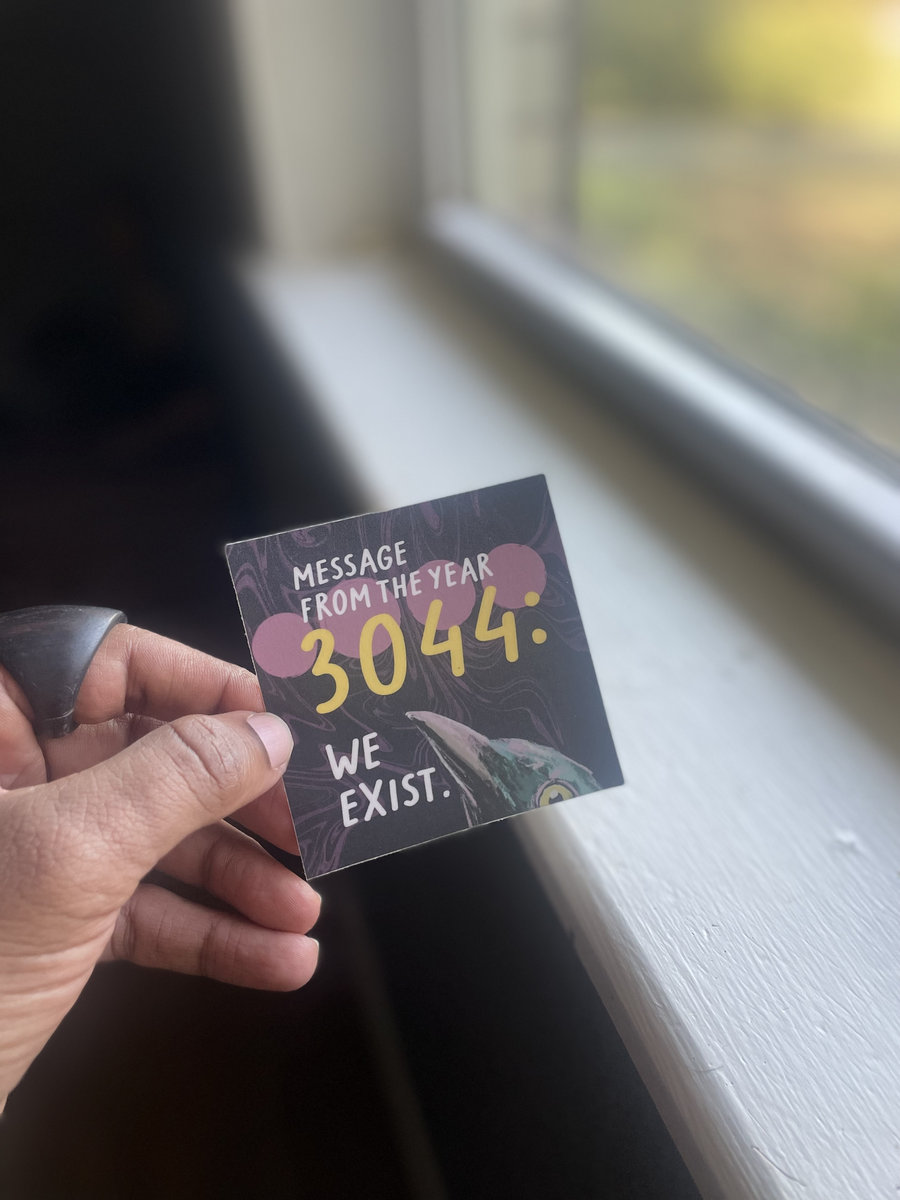 MESSAGE
FROM THE YEAR
3044:
WE
EXIST.